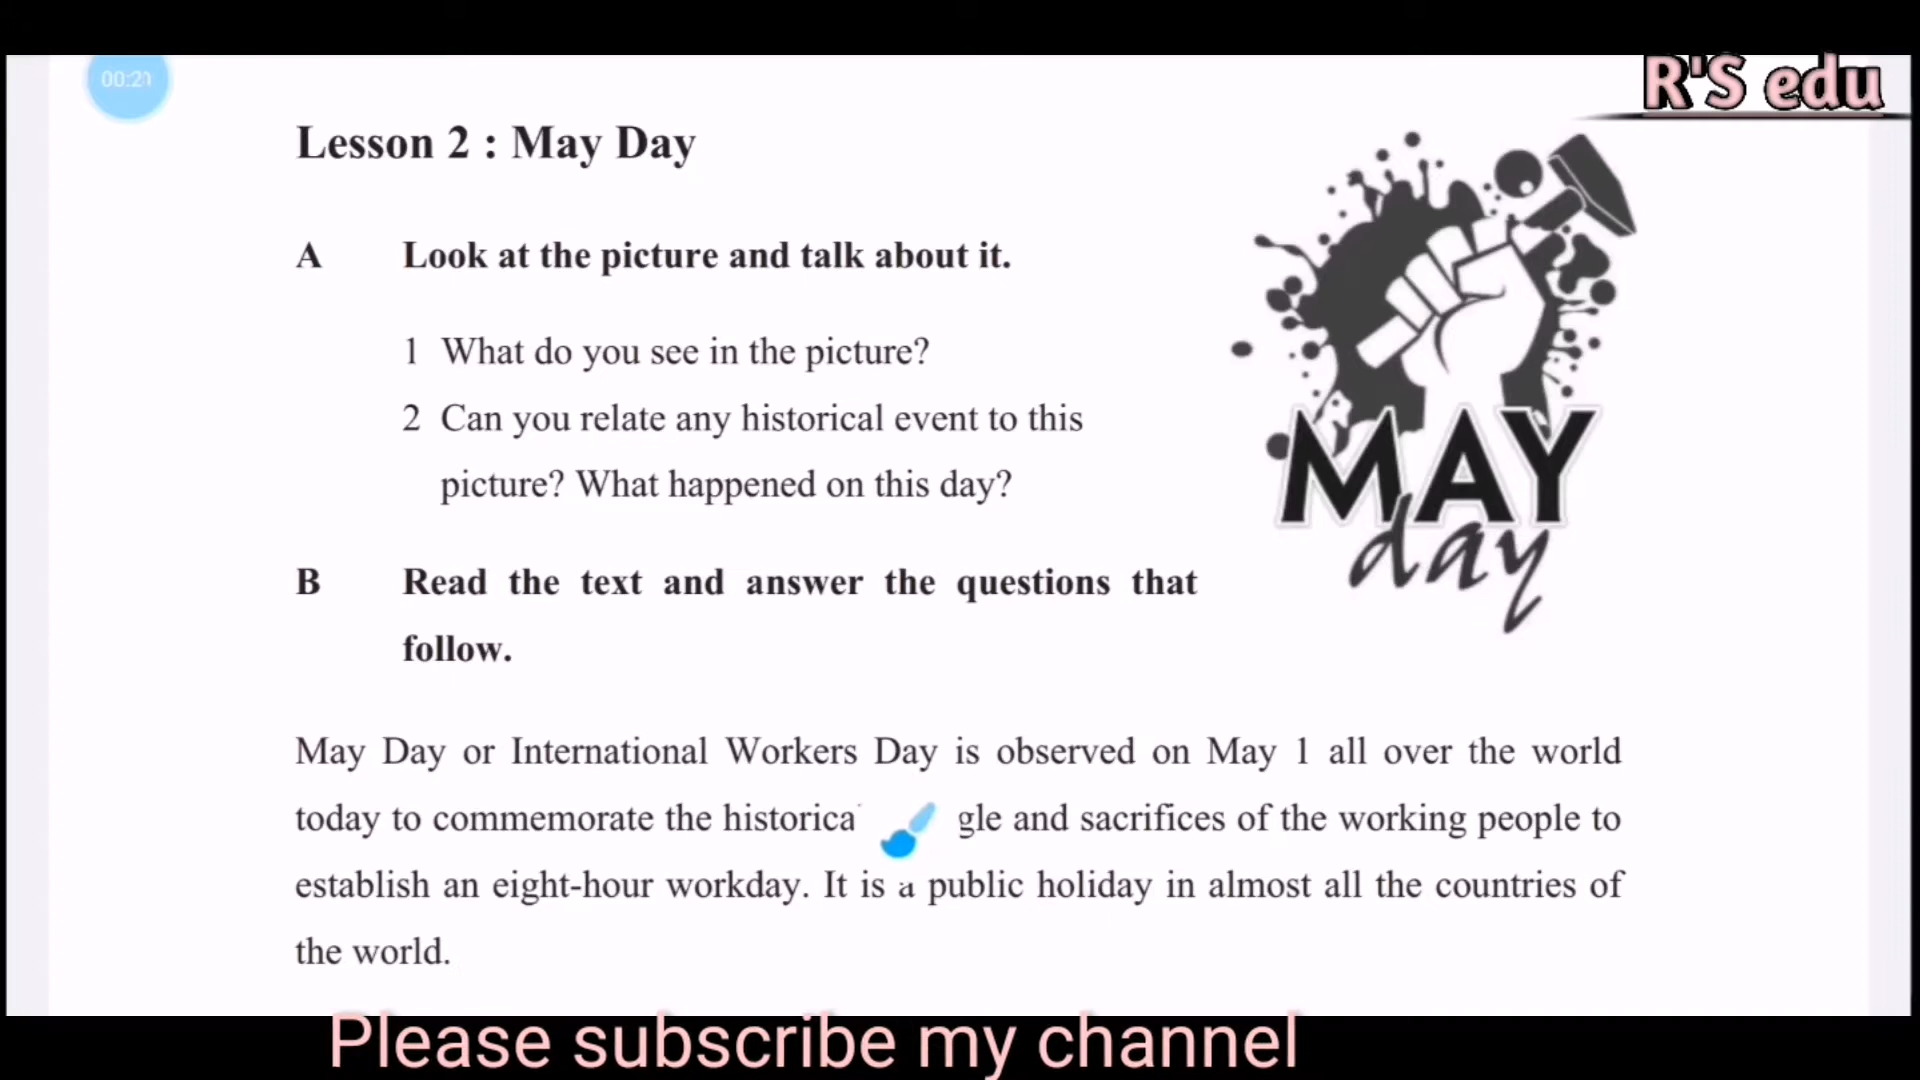 00:21
R'S edu
Lesson 2 : May Day
A Look at the picture and talk about it.
1 What do you see in the picture?
2 Can you relate any historical event to this
picture? What happened on this day?
MAY
day
B Read the text and answer the questions that
follow.
May Day or International Workers Day is observed on May 1 all over the world
today to commemorate the historica gle and sacrifices of the working people to
establish an eight-hour workday. It is a public holiday in almost all the countries of
the world.
Please subscribe my channel